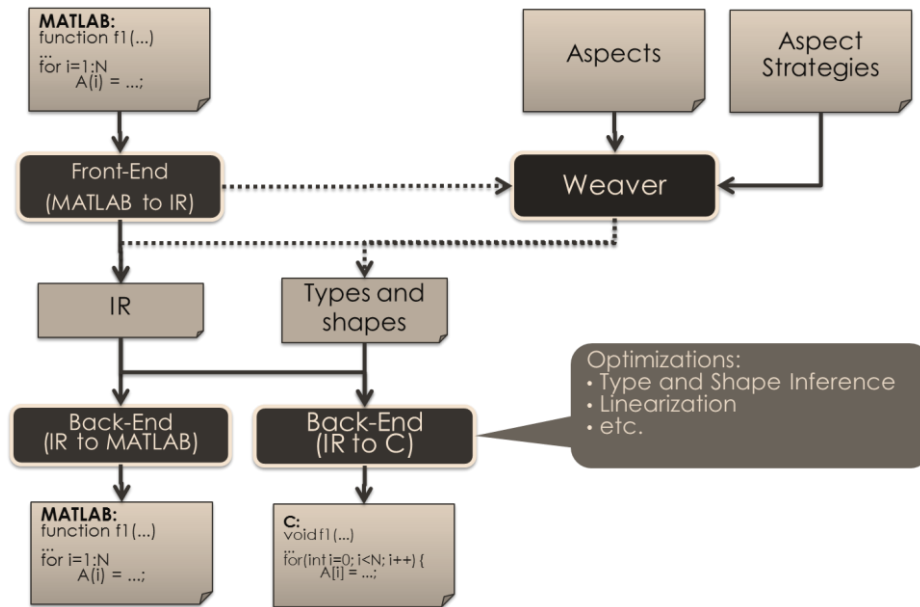 MATLAB:
function f1(...)
...
for i=1:N
A(i) = ...;
Aspects
Aspect
Strategies
Front-End
(MATLAB to IR)
Weaver
IR
Types and
shapes
Optimizations:
• Type and Shape Inference
• Linearization
• etc.
Back-End
(IR to MATLAB)
Back-End
(IR to C)
MATLAB:
function f1(...)
...
for i=1:N
A(i) = ...;
C:
void f1(...)
...
for(int i=0; i<N; i++) {
A[i] = ...;